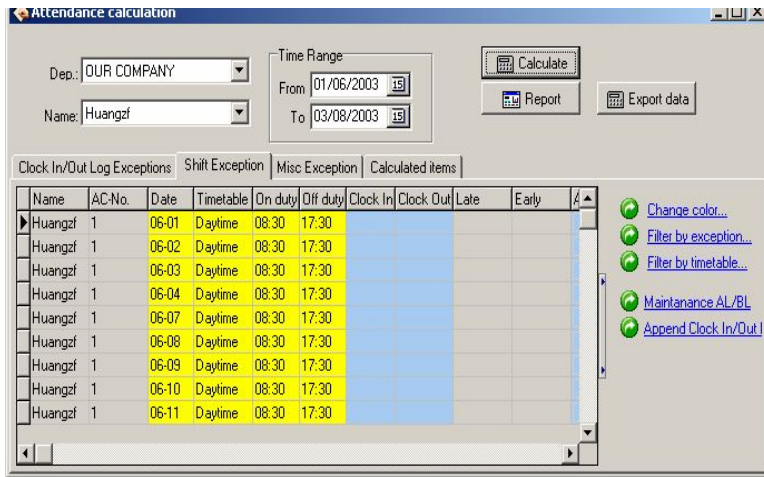 Attendance calculation
Dep.: OUR COMPANY
Name: Huangzf
Time Range
From 01/06/2003 15
To 03/08/2003 15
Calculate
Report
Export data
Clock In/Out Log Exceptions Shift Exception Misc Exception Calculated items
Name AC-No. Date Timetable On duty Off duty Clock In Clock Out Late Early A
Huangzf 1 06-01 Daytime 08:30 17:30
Huangzf 1 06-02 Daytime 08:30 17:30
Huangzf 1 06-03 Daytime 08:30 17:30
Huangzf 1 06-04 Daytime 08:30 17:30
Huangzf 1 06-07 Daytime 08:30 17:30
Huangzf 1 06-08 Daytime 08:30 17:30
Huangzf 1 06-09 Daytime 08:30 17:30
Huangzf 1 06-10 Daytime 08:30 17:30
Huangzf 1 06-11 Daytime 08:30 17:30
Change color...
Filter by exception...
Filter by timetable...
Maintanance AL/BL
Append Clock In/Out